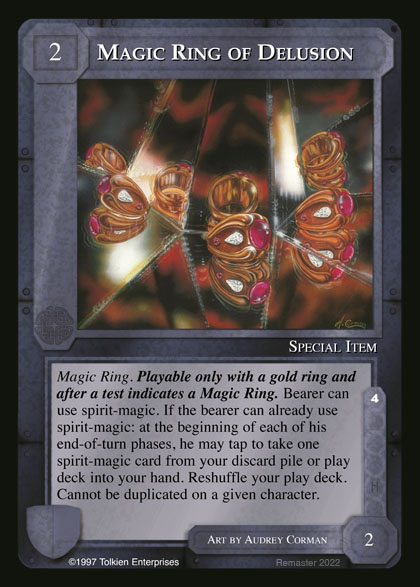 2
MAGIC RING OF DELUSION
SPECIAL ITEM
Magic Ring. Playable only with a gold ring and
after a test indicates a Magic Ring. Bearer can
use spirit-magic. If the bearer can already use
spirit-magic: at the beginning of each of his
end-of-turn phases, he may tap to take one
spirit-magic card from your discard pile or play
deck into your hand. Reshuffle your play deck.
Cannot be duplicated on a given character.
4
H
ART BY AUDREY CORMAN
2
©1997 Tolkien Enterprises
Remaster 2022